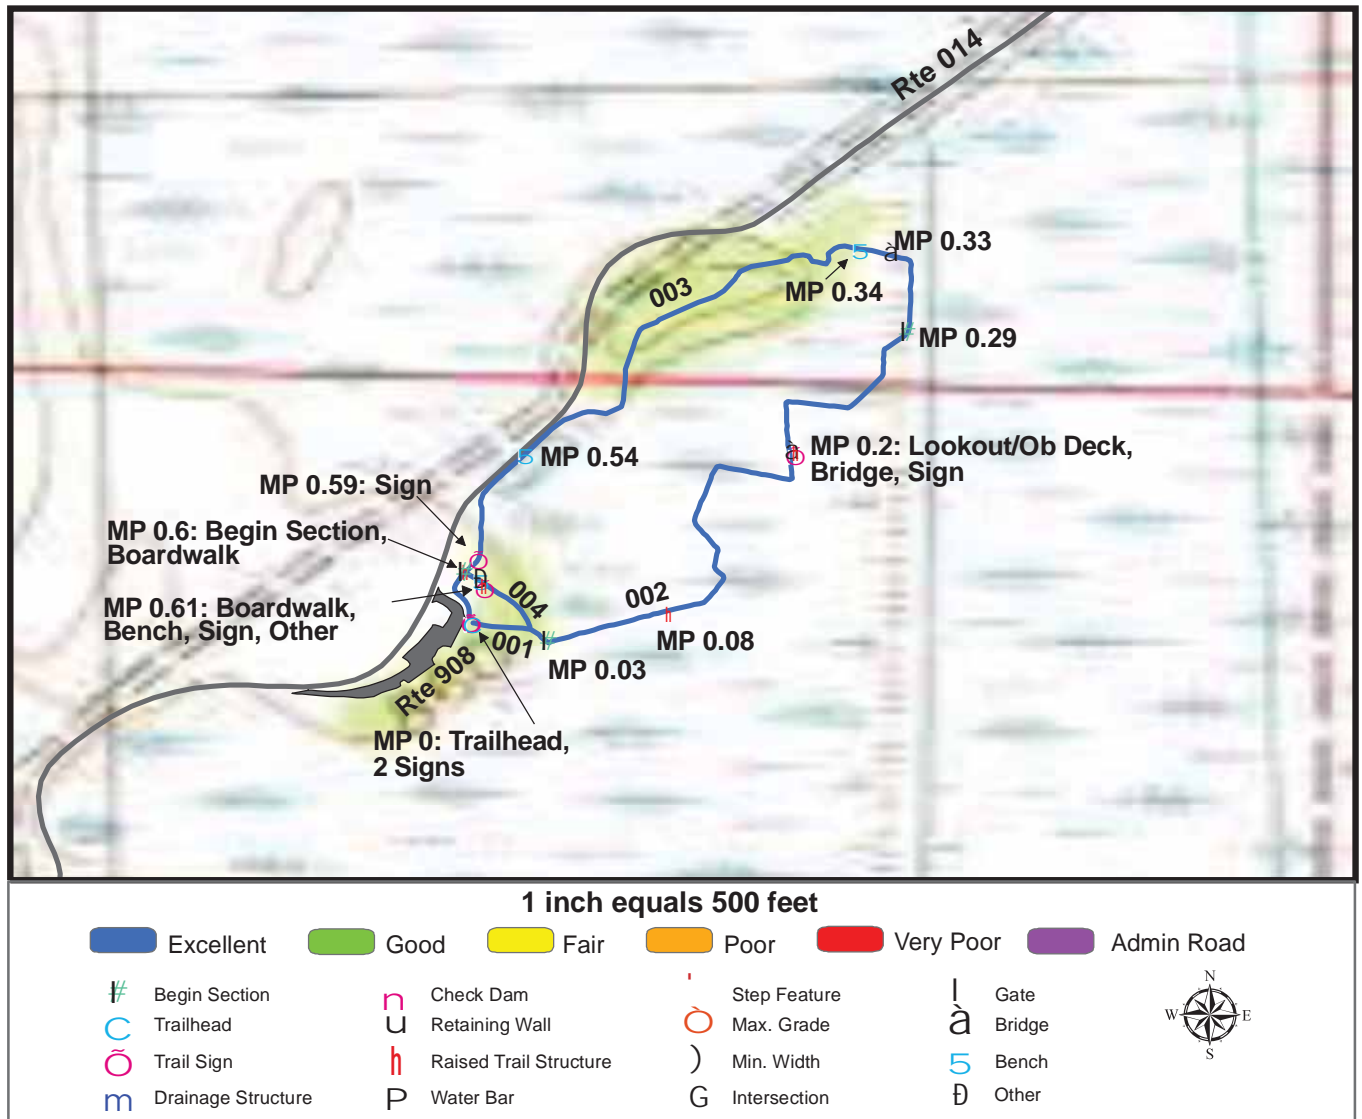 Rte 014
MP 0.33
003
MP 0.34
MP 0.29
MP 0.2: Lookout/Ob Deck,
Bridge, Sign
MP 0.54
MP 0.59: Sign
MP 0.6: Begin Section,
Boardwalk
MP 0.61: Boardwalk,
Bench, Sign, Other
004
002
MP 0.08
001
MP 0.03
Rte 908
MP 0: Trailhead,
2 Signs
1 inch equals 500 feet
Excellent
Good
Fair
Poor
Very Poor
Admin Road
# Begin Section
n Check Dam
' Step Feature
l Gate
C Trailhead
u Retaining Wall
Ò Max. Grade
à Bridge
Õ Trail Sign
h Raised Trail Structure
) Min. Width
5 Bench
m Drainage Structure
P Water Bar
G Intersection
Ð Other
N
W E
S